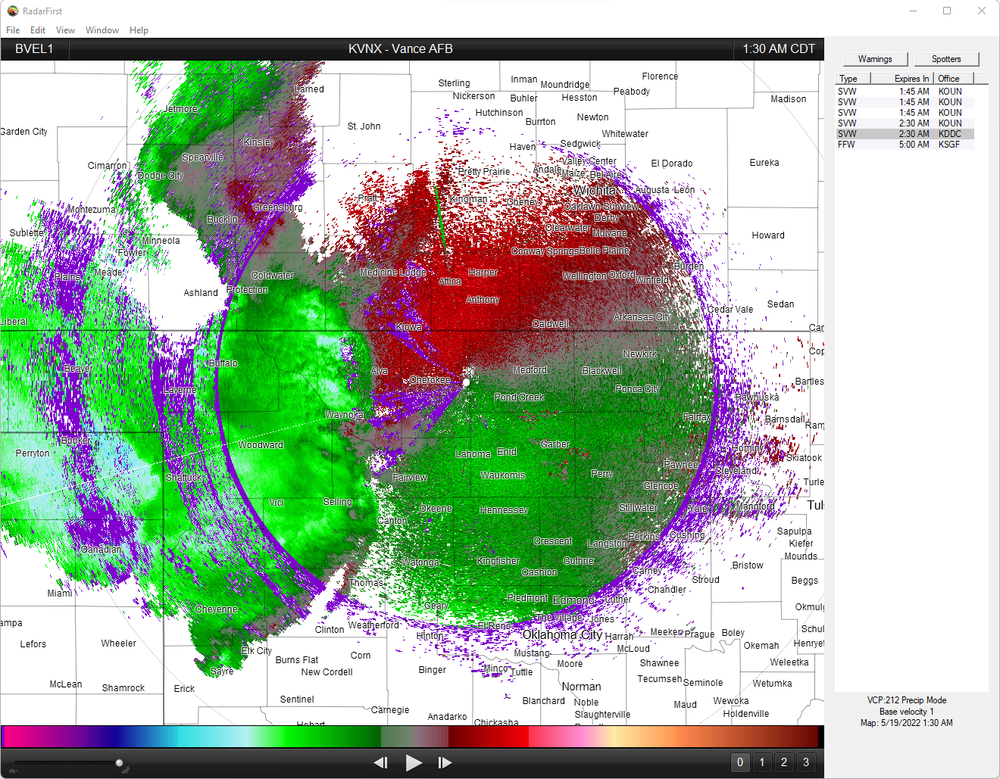 RadarFirst
File Edit View Window Help
BVEL1 KVNX - Vance AFB 1:30 AM CDT
Warnings Spotters
Type Expires In Office
SVW 1:45 AM KOUN
SVW 1:45 AM KOUN
SVW 1:45 AM KOUN
SVW 2:30 AM KOUN
SVW 2:30 AM KDDC
FFW 5:00 AM KSGF
Sterling
Inman
Moundridge
Florence
Larned
Nickerson
Buhler
Hesston
Peabody
Madison
Jetmore
Hutchinson
Burrton
Newton
St. John
Garden City
Whitewater
Kinsley
Haven
Sedgwick
Spearville
Cimarron
Dodge City
Pretty Prairie
Andale
Valley Center
Maize
Bel Aire
El Dorado
Eureka
Wichita
Augusta
Leon
Pratt
Kingman
Cheney
Oaklawn-Sunview
Montezuma
Greensburg
Bucklin
Derby
Sublette
Clearwater
Mulvane
Howard
Minneola
Fowler
Conway Springs
Belle Plaine
Plains
Meade
Coldwater
Medicine Lodge
Harper
Attica
Wellington
Oxford
Winfield
Burden
Ashland
Protection
Anthony
Sedan
Liberal
Arkansas City
Cedar Vale
Kiowa
Caldwell
Car
Newkirk
Cop
Buffalo
Beaver
Alva
Cherokee
Medford
Blackwell
Bartles
Laverne
Pond Creek
Ponca City
Pawhuska
Waynoka
Fairfa
Barnsdall
Ram
Booker
Perryton
Woodward
Lahoma
Enid
Garber
Hominy
Skiatook
Shattuck
Fairview
Waukomis
Perry
Pawnee
Cleveland
Turle
Glencoe
Vici
Seiling
Okeene
Hennessey
Stillwater
Yale
Mannford
Tul
Canton
Crescent
Langston
Perkins
Cushing
Sapulpa
Kiefer
Canadian
Watonga
Kingfisher
Cashion
Guthrie
Carney
Bristow
Mounds
Miami
Thomas
Stroud
Beggs
Chandler
Cheyenne
Geary
Piedmont
Edmond
Luther
Okmulg
ampa
Clinton
Weatherford
El Reno
The Village
Jones
Hinton
Oklahoma City
Harrah
Meeker
Prague
Boley
Schul
Lefors
Wheeler
Elk City
Corn
Mustang
McLoud
Okemah
Henryet
Burns Flat
New Cordell
Sayre
Binger
Minco
Tuttle
Moore
Shawnee
Weleetka
McLean
Shamrock
Erick
Norman
Tecumseh
Seminole
Wetumka
Sentinel
Blanchard
Noble
Maud
Wewoka
Carnegie
Anadarko
Slaughterville
Holdenville
Hobart
Chickasha
VCP:212 Precip Mode
Base velocity 1
Map: 5/19/2022 1:30 AM
0 1 2 3